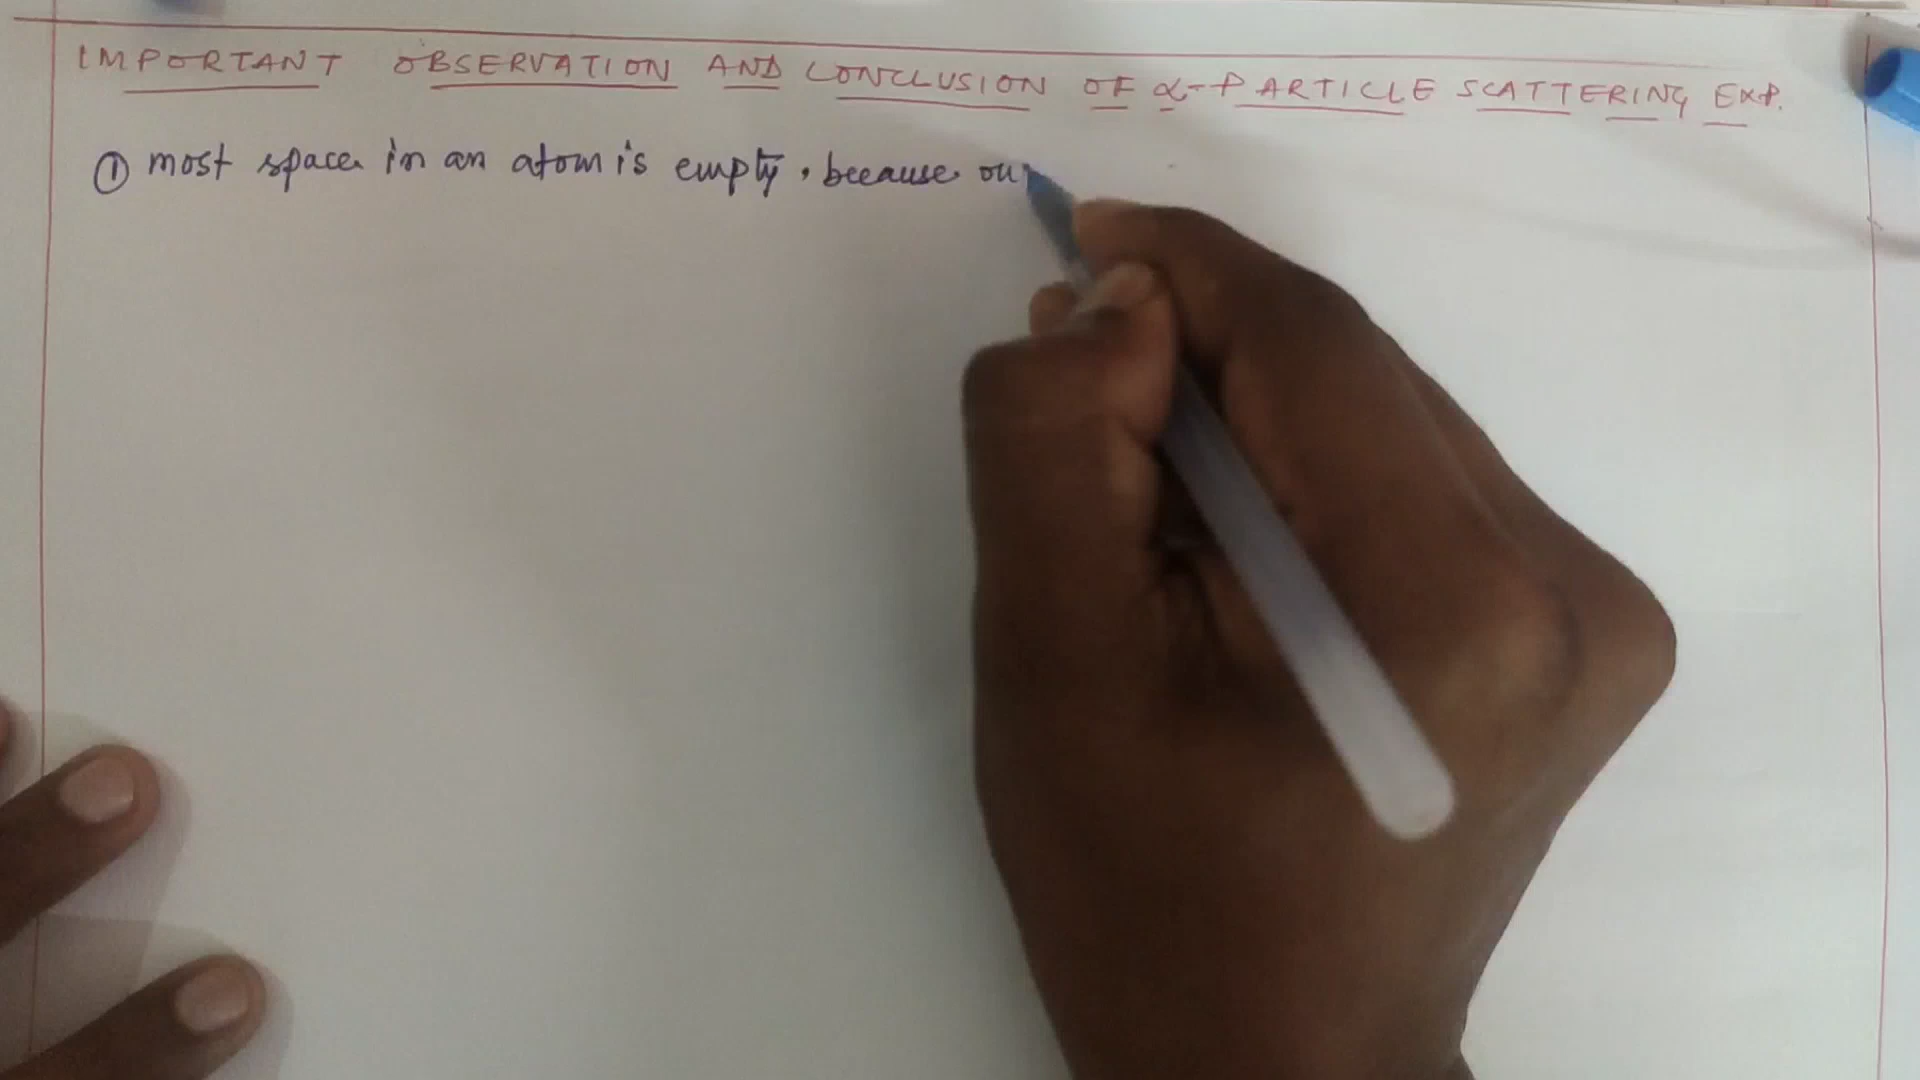 IMPORTANT OBSERVATION AND CONCLUSION OF α-PARTICLE SCATTERING EXP.
① most space in an atom is empty, because